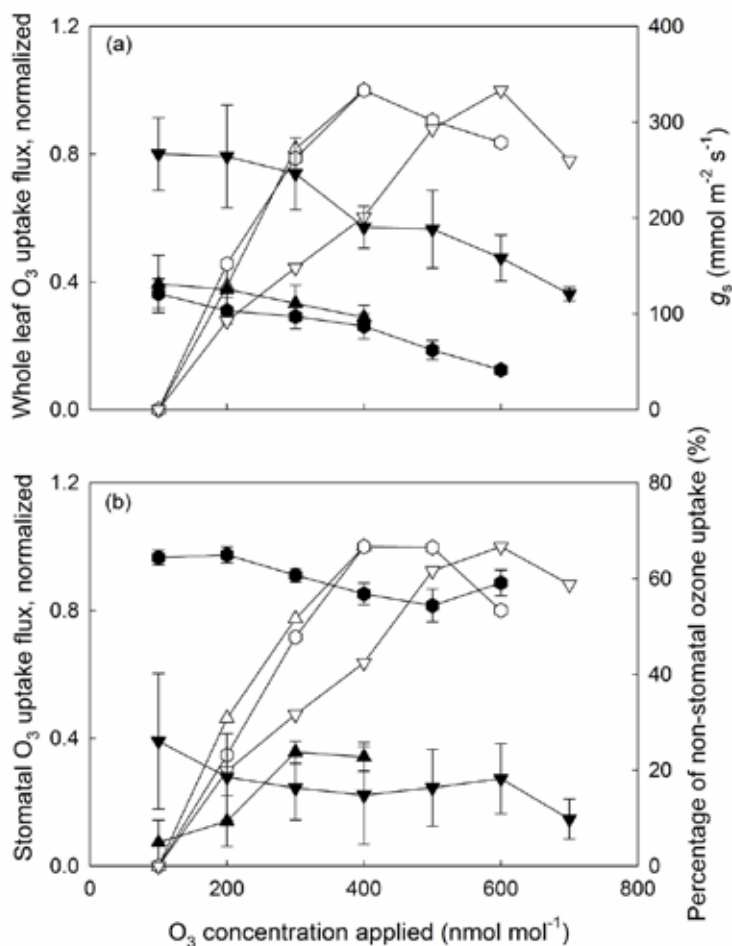 (a)
Whole leaf O₃ uptake flux, normalized
1.2
0.8
0.4
0.0
400
300
200
100
0
gₛ (mmol m⁻² s⁻¹)
(b)
Stomatal O₃ uptake flux, normalized
1.2
0.8
0.4
0.0
80
60
40
20
0
Percentage of non-stomatal ozone uptake (%)
0 200 400 600 800
O₃ concentration applied (nmol mol⁻¹)